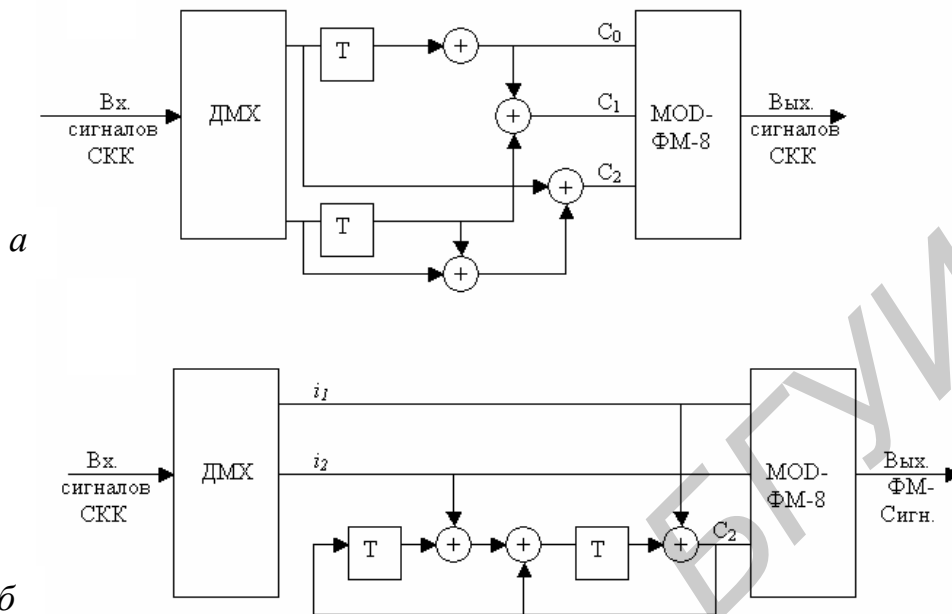 T
C₀
Вх.
сигналов
СКК
ДМХ
+
+
C₁
MOD-
ФМ-8
Вых.
сигналов
СКК
+
C₂
T
+
а
Вх.
сигналов
СКК
ДМХ
i₁
i₂
T
+
+
T
+
C₂
MOD-
ФМ-8
Вых.
ФМ-
Сигн.
б
БГУИ